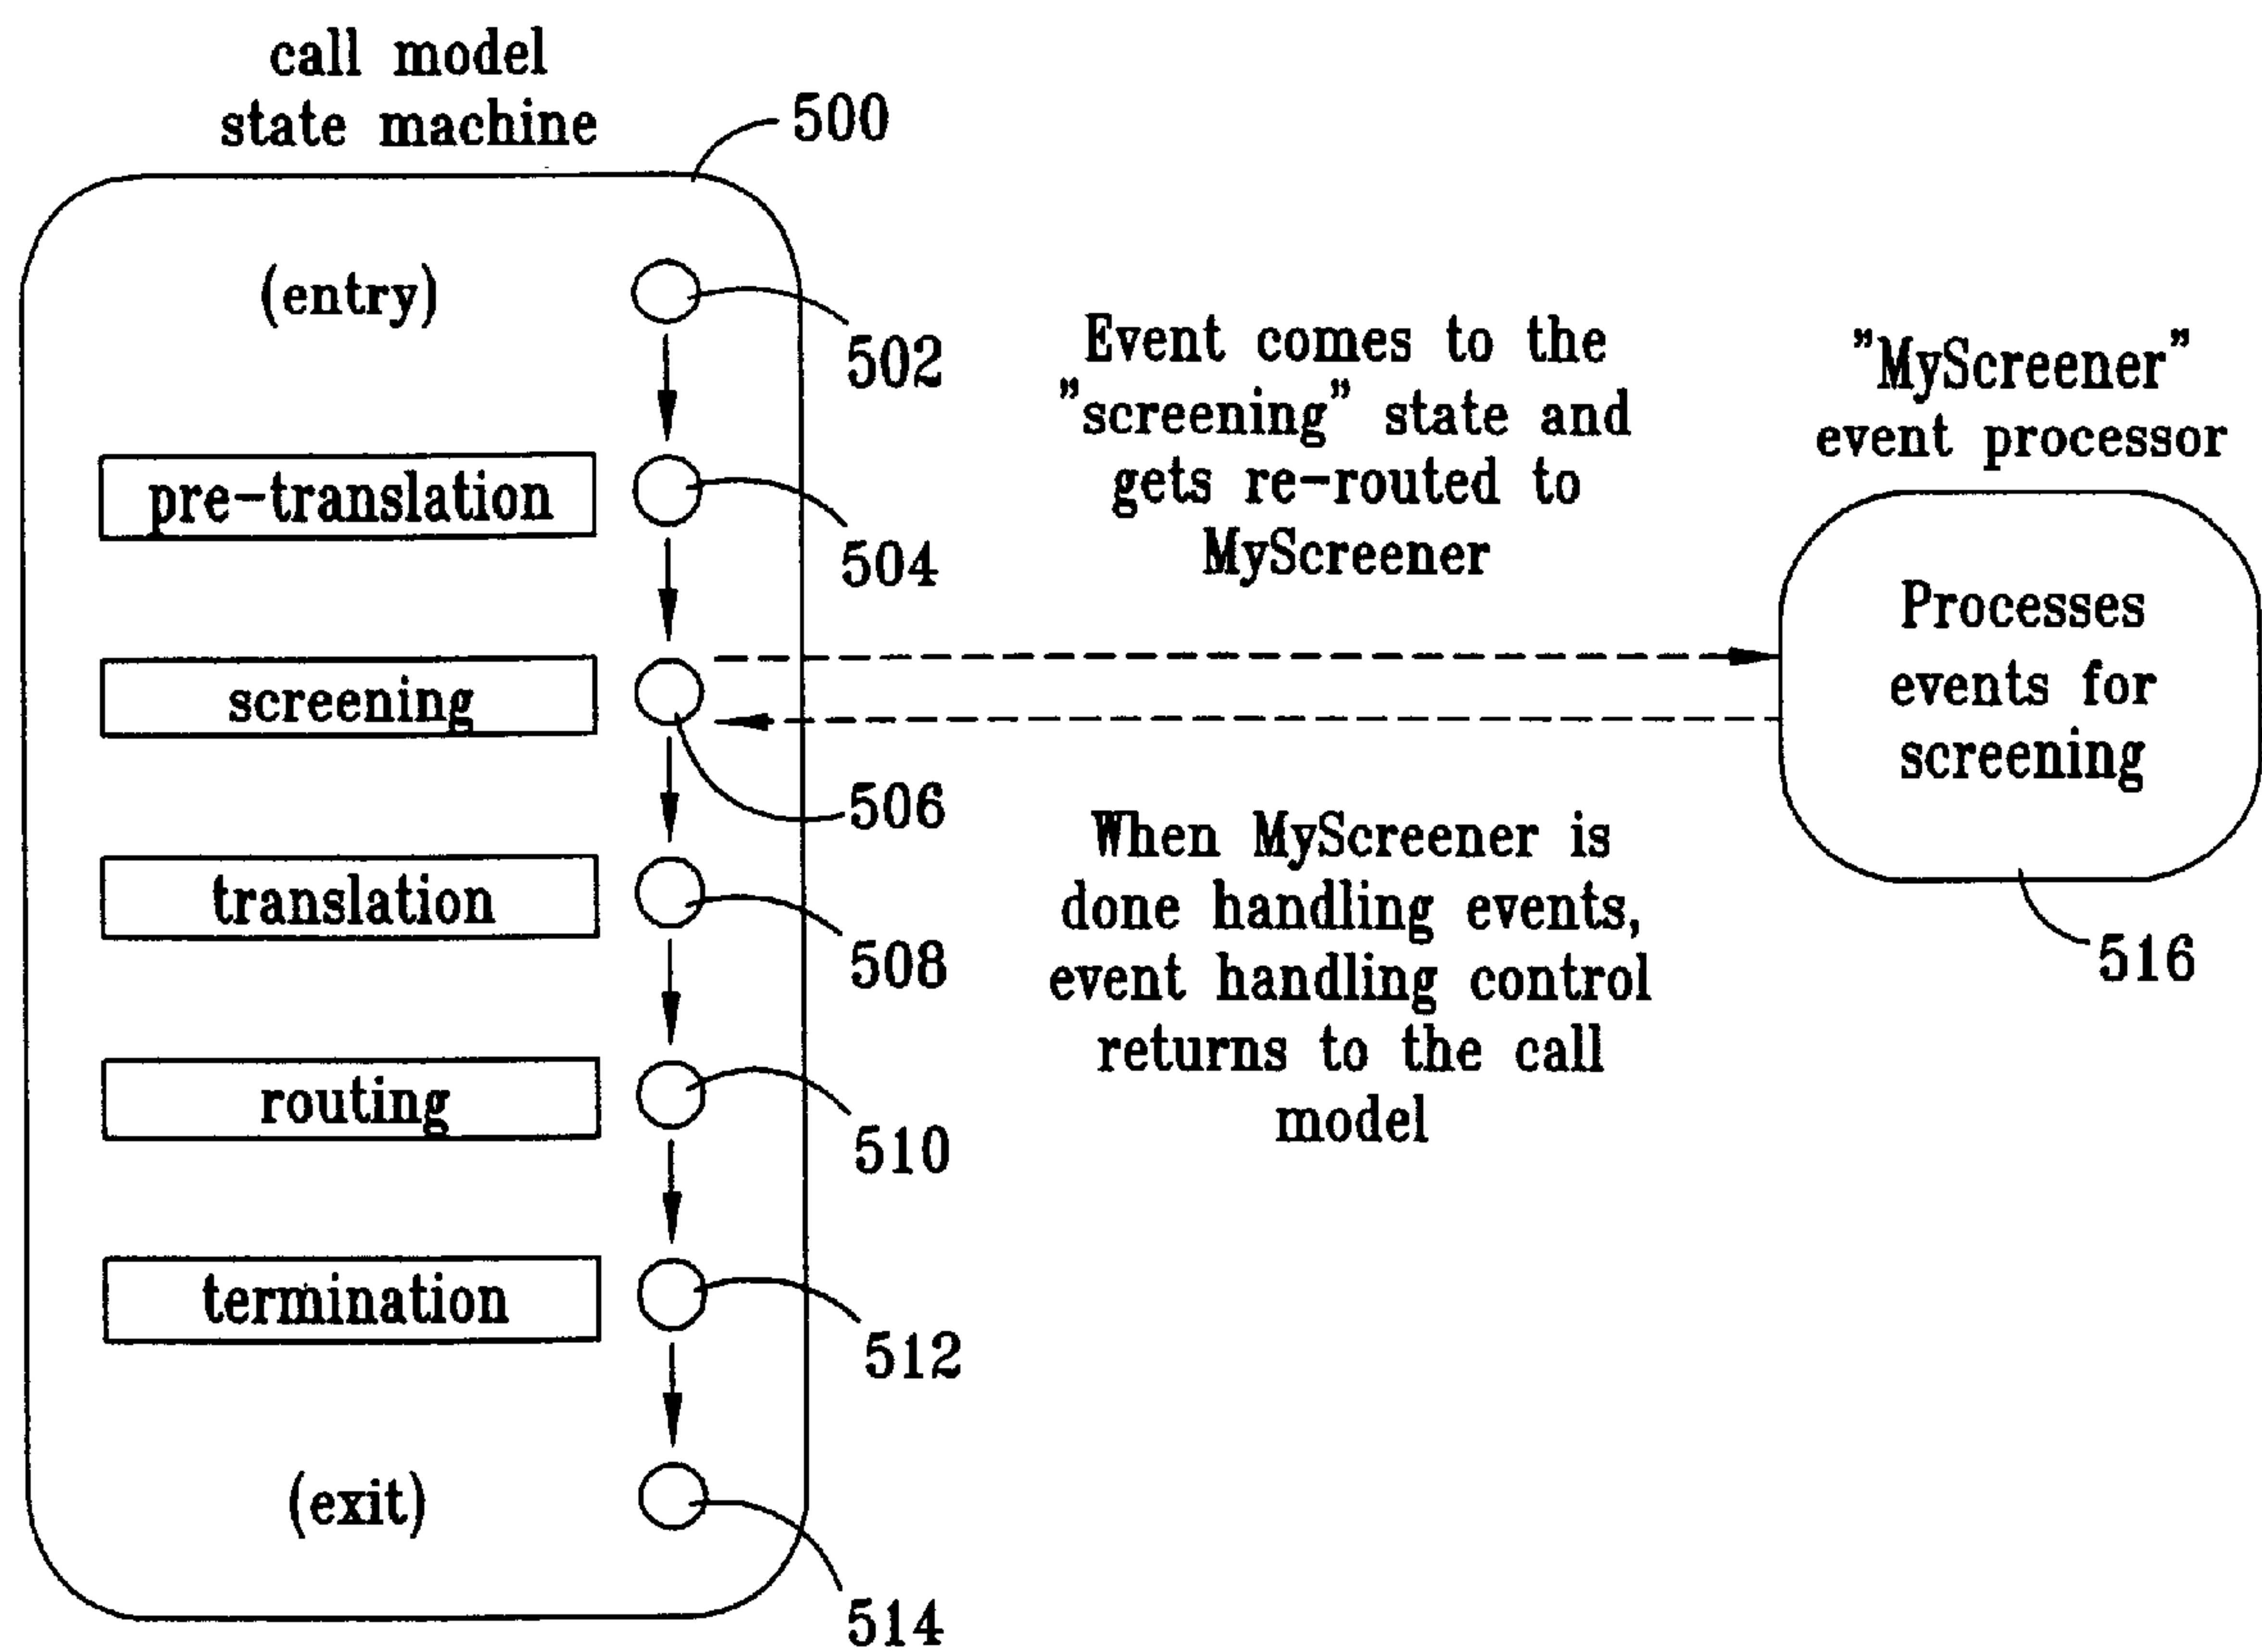 call model
state machine
500
(entry)
502
pre-translation
504
screening
506
translation
508
routing
510
termination
512
(exit)
514
Event comes to the
"screening" state and
gets re-routed to
MyScreener
When MyScreener is
done handling events,
event handling control
returns to the call
model
"MyScreener"
event processor
Processes
events for
screening
516